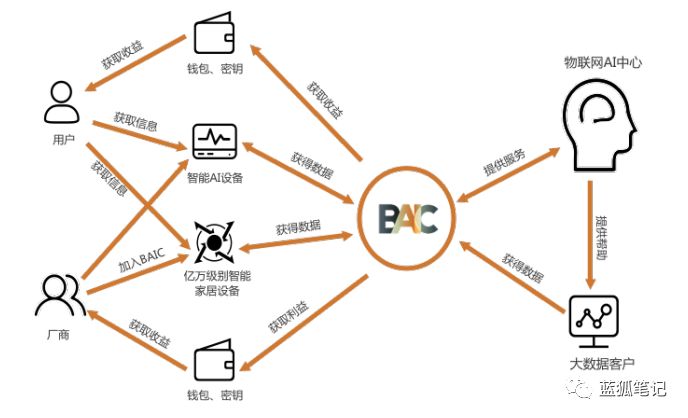 钱包、密钥
获取收益
用户
获取信息
获取信息
智能AI设备
获得数据
获取收益
物联网AI中心
提供服务
BAIC
提供帮助
加入BAIC
亿万级别智能
家居设备
获得数据
获得数据
厂商
获取收益
获取利益
钱包、密钥
大数据客户
蓝狐笔记